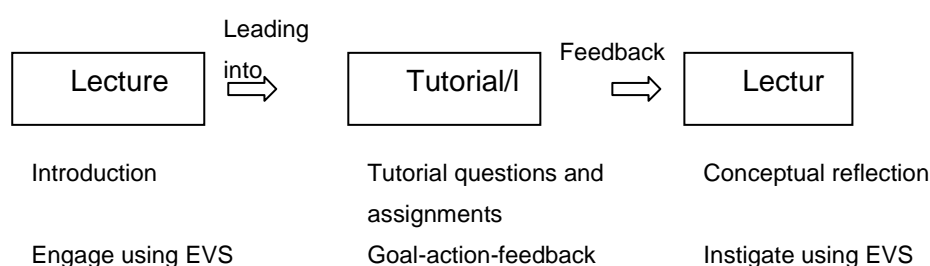 Leading
into
Feedback
Lecture
Tutorial/l
Lectur
Introduction
Tutorial questions and
assignments
Conceptual reflection
Engage using EVS
Goal-action-feedback
Instigate using EVS